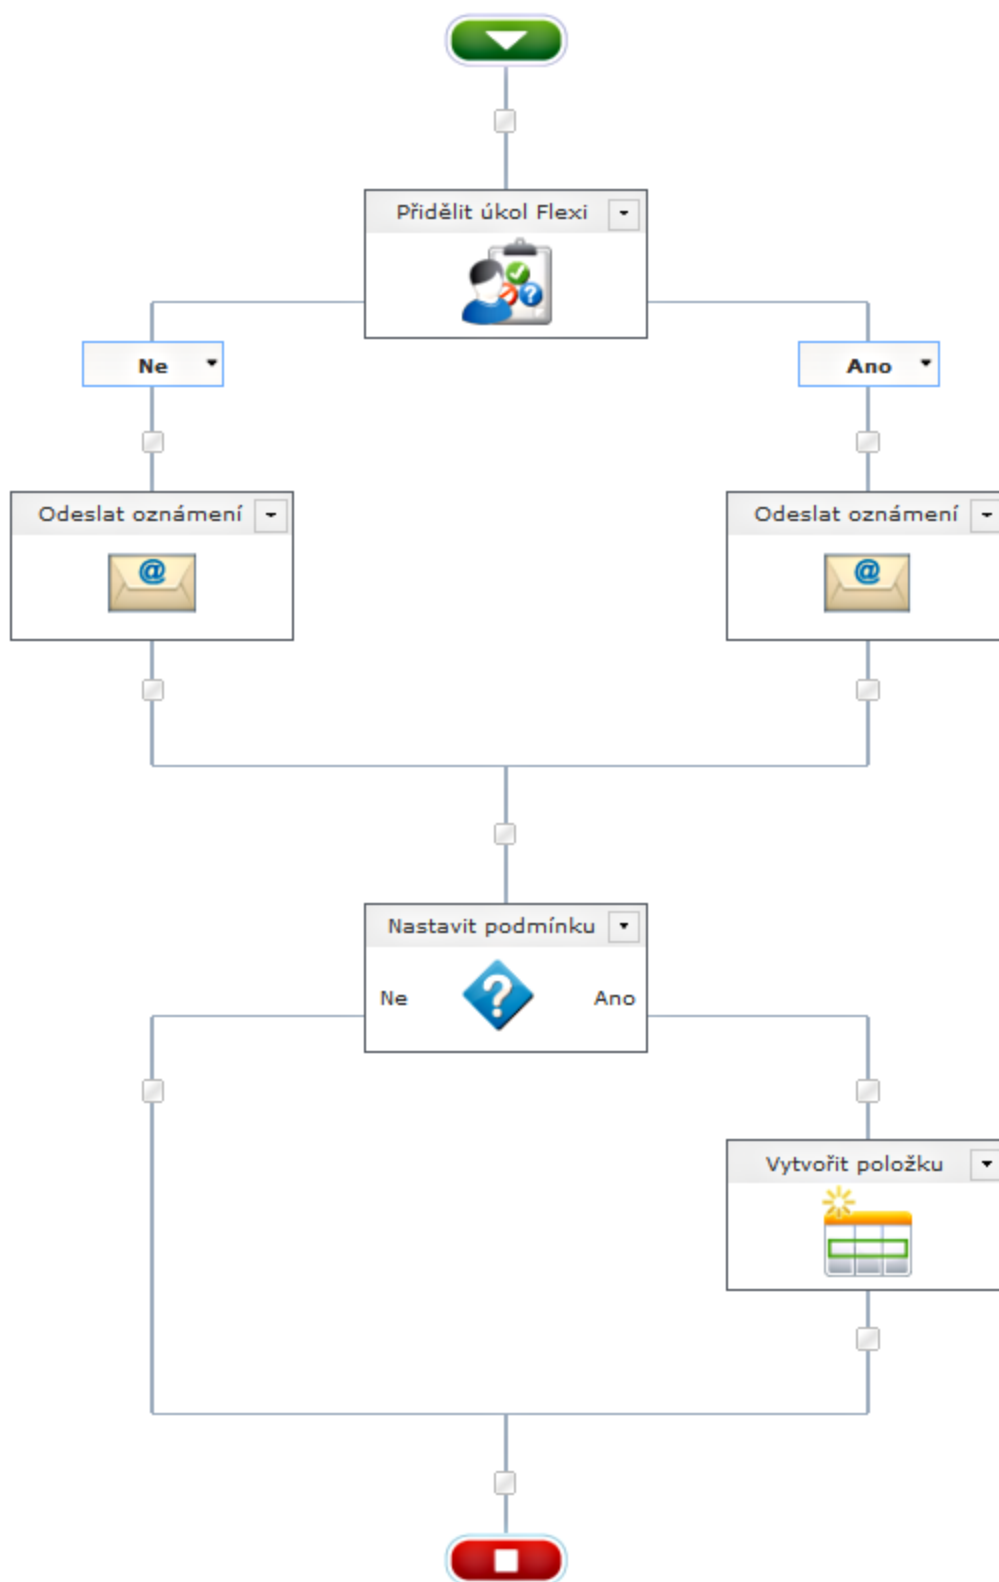 Přidělit úkol Flexi
Ne
Ano
Odeslat oznámení
Odeslat oznámení
Nastavit podmínku
Ne
Ano
Vytvořit položku